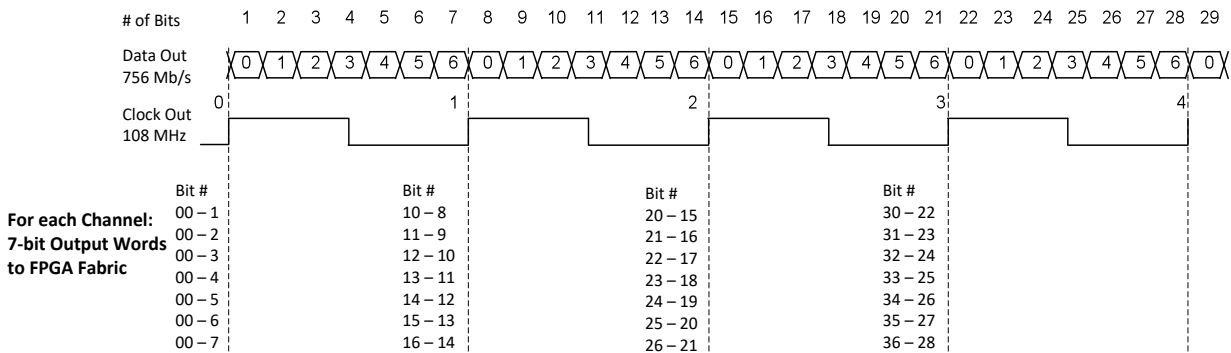 # of Bits 1 2 3 4 5 6 7 8 9 10 11 12 13 14 15 16 17 18 19 20 21 22 23 24 25 26 27 28 29
Data Out 0 1 2 3 4 5 6 0 1 2 3 4 5 6 0 1 2 3 4 5 6 0 1 2 3 4 5 6 0
756 Mb/s
0 1 2 3 4
Clock Out
108 MHz
For each Channel:
7-bit Output Words
to FPGA Fabric
Bit #
00 – 1
00 – 2
00 – 3
00 – 4
00 – 5
00 – 6
00 – 7
Bit #
10 – 8
11 – 9
12 – 10
13 – 11
14 – 12
15 – 13
16 – 14
Bit #
20 – 15
21 – 16
22 – 17
23 – 18
24 – 19
25 – 20
26 – 21
Bit #
30 – 22
31 – 23
32 – 24
33 – 25
34 – 26
35 – 27
36 – 28